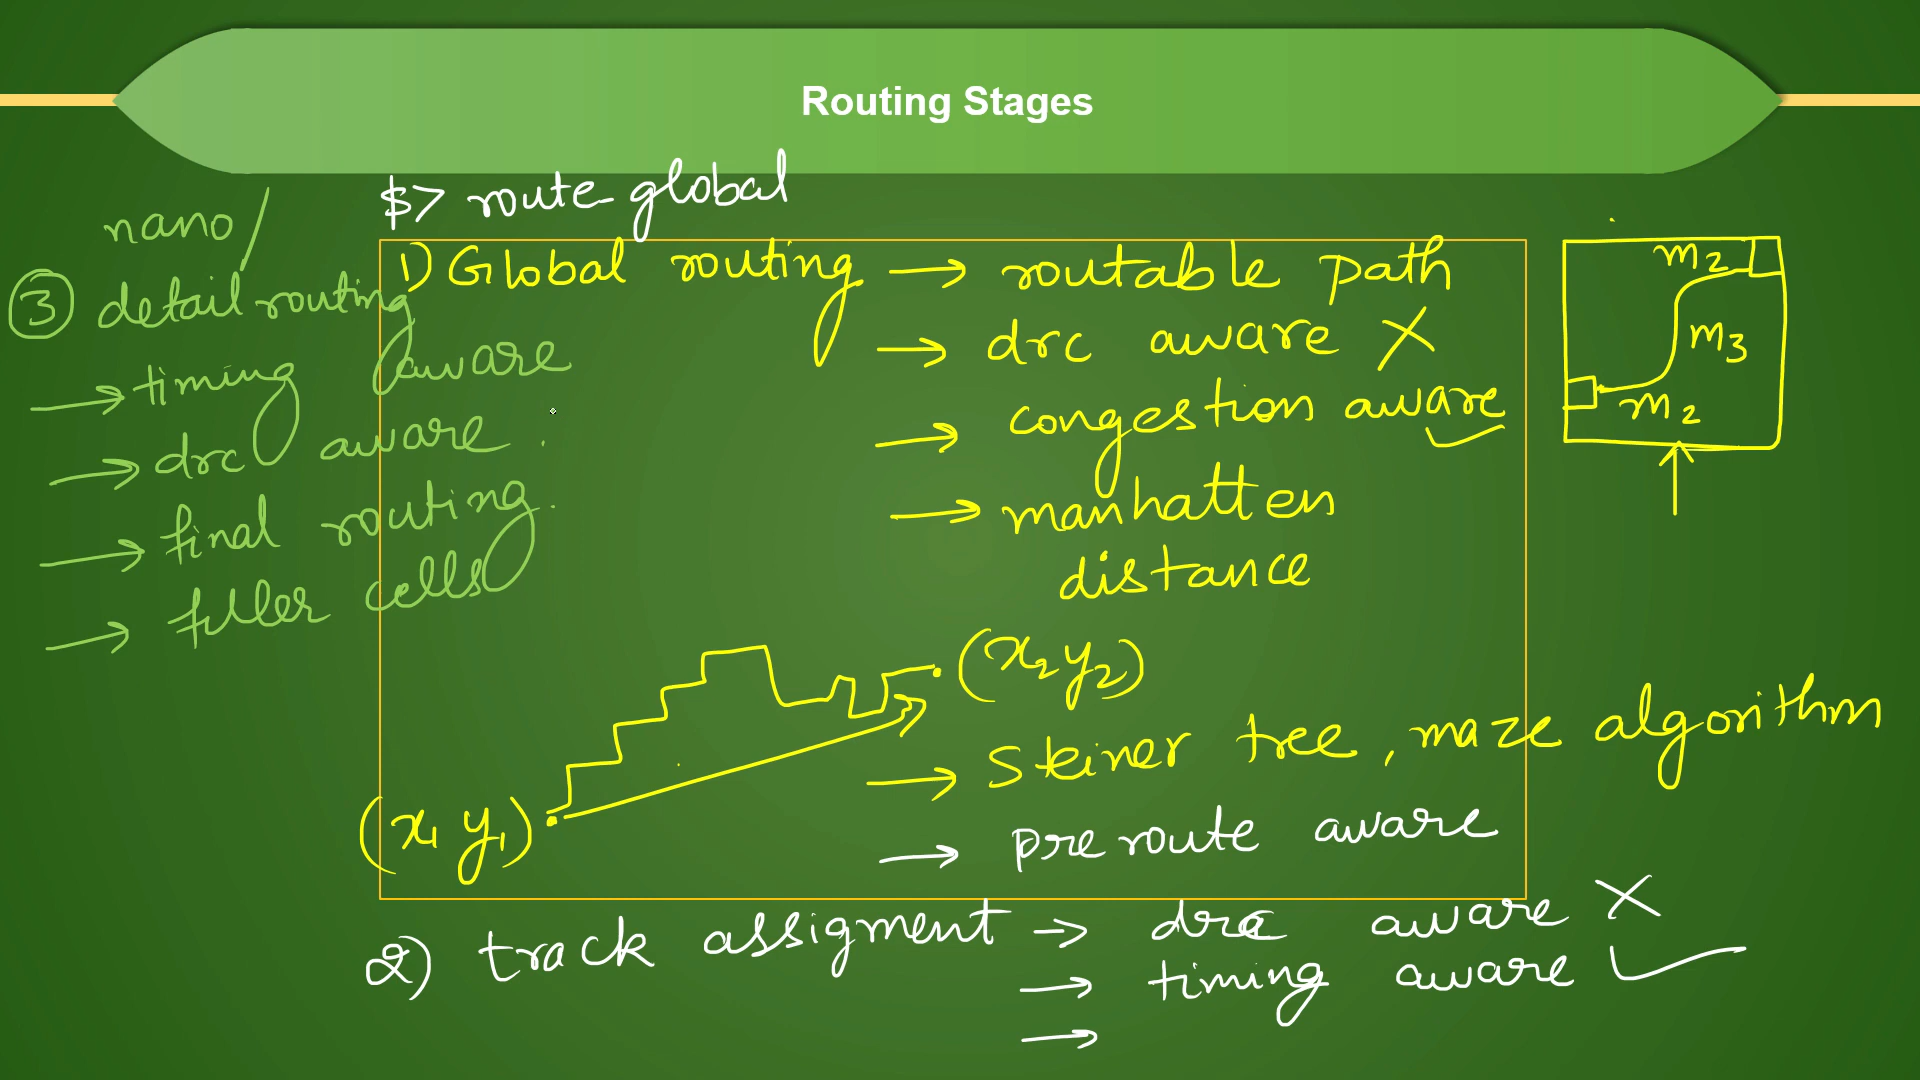 Routing Stages
$> route_global
1) Global routing → routable path
→ drc aware X
→ congestion aware ✓
→ manhatten
distance
(x1 y1)
(x2 y2)
→ Steiner tree, maze algorithm
→ pre route aware
2) track assigment → drc aware X
→ timing aware ✓
→
nano/
③ detail routing
→ timing aware
→ drc aware .
→ final routing.
→ filler cells
m2
m3
m2